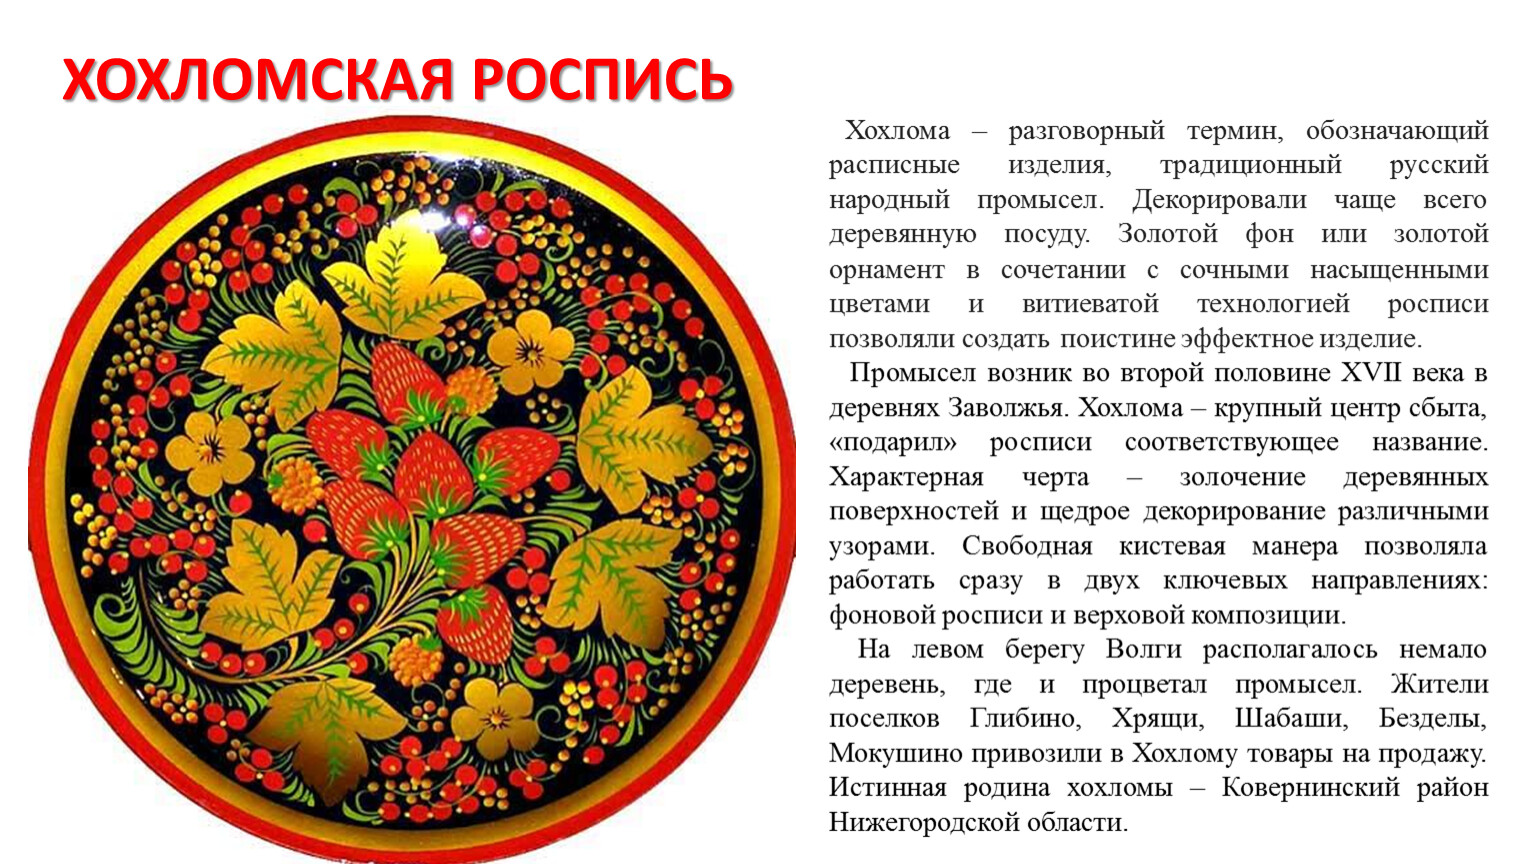 ХОХЛОМСКАЯ РОСПИСЬ
Хохлома – разговорный термин, обозначающий
расписные изделия, традиционный русский
народный промысел. Декорировали чаще всего
деревянную посуду. Золотой фон или золотой
орнамент в сочетании с сочными насыщенными
цветами и витиеватой технологией росписи
позволяли создать поистине эффектное изделие.
Промысел возник во второй половине XVII века в
деревнях Заволжья. Хохлома – крупный центр сбыта,
«подарил» росписи соответствующее название.
Характерная черта – золочение деревянных
поверхностей и щедрое декорирование различными
узорами. Свободная кистевая манера позволяла
работать сразу в двух ключевых направлениях:
фоновой росписи и верховой композиции.
На левом берегу Волги располагалось немало
деревень, где и процветал промысел. Жители
поселков Глибино, Хрящи, Шабаши, Безделы,
Мокушино привозили в Хохлому товары на продажу.
Истинная родина хохломы – Ковернинский район
Нижегородской области.